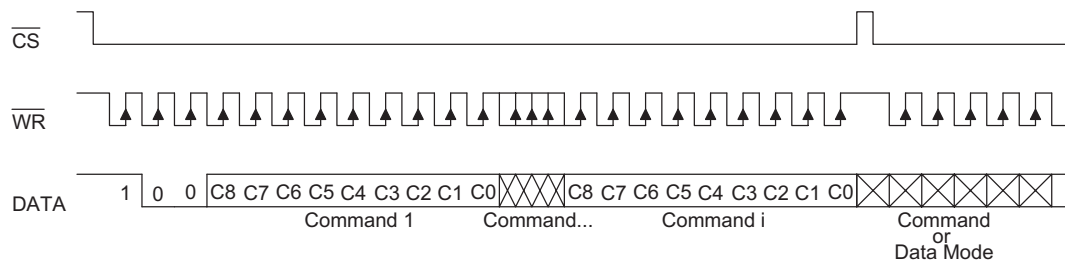 CS
WR
DATA 1 0 0 C8 C7 C6 C5 C4 C3 C2 C1 C0 C8 C7 C6 C5 C4 C3 C2 C1 C0
Command 1 Command... Command i Command
or
Data Mode